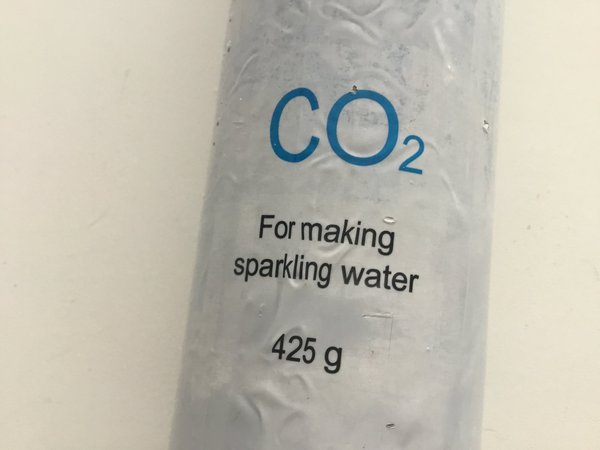 CO2
For making
sparkling water
425 g